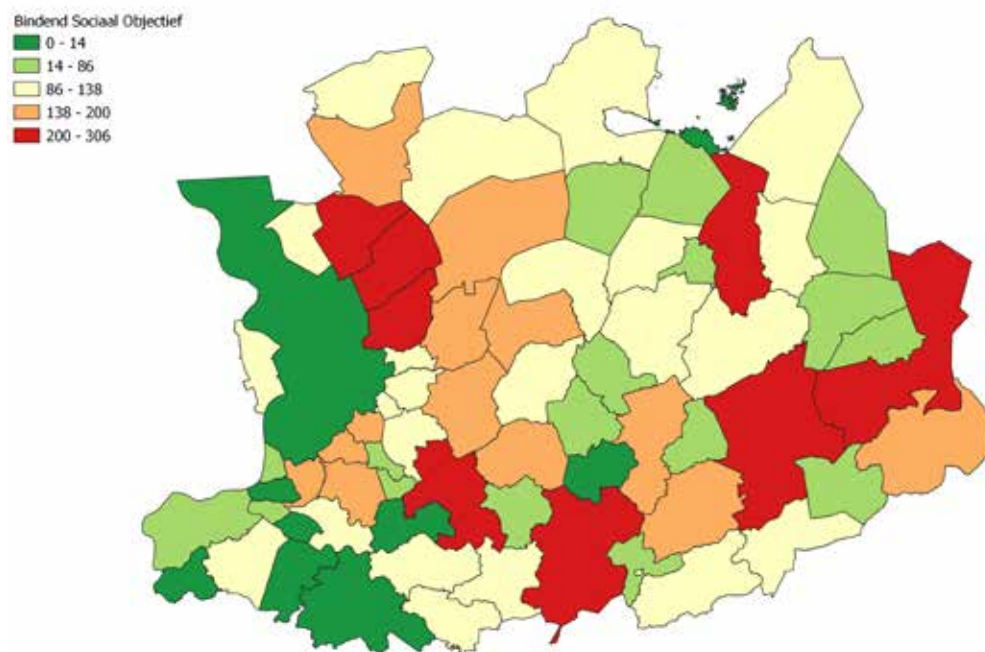 Bindend Sociaal Objectief
0 - 14
14 - 86
86 - 138
138 - 200
200 - 306